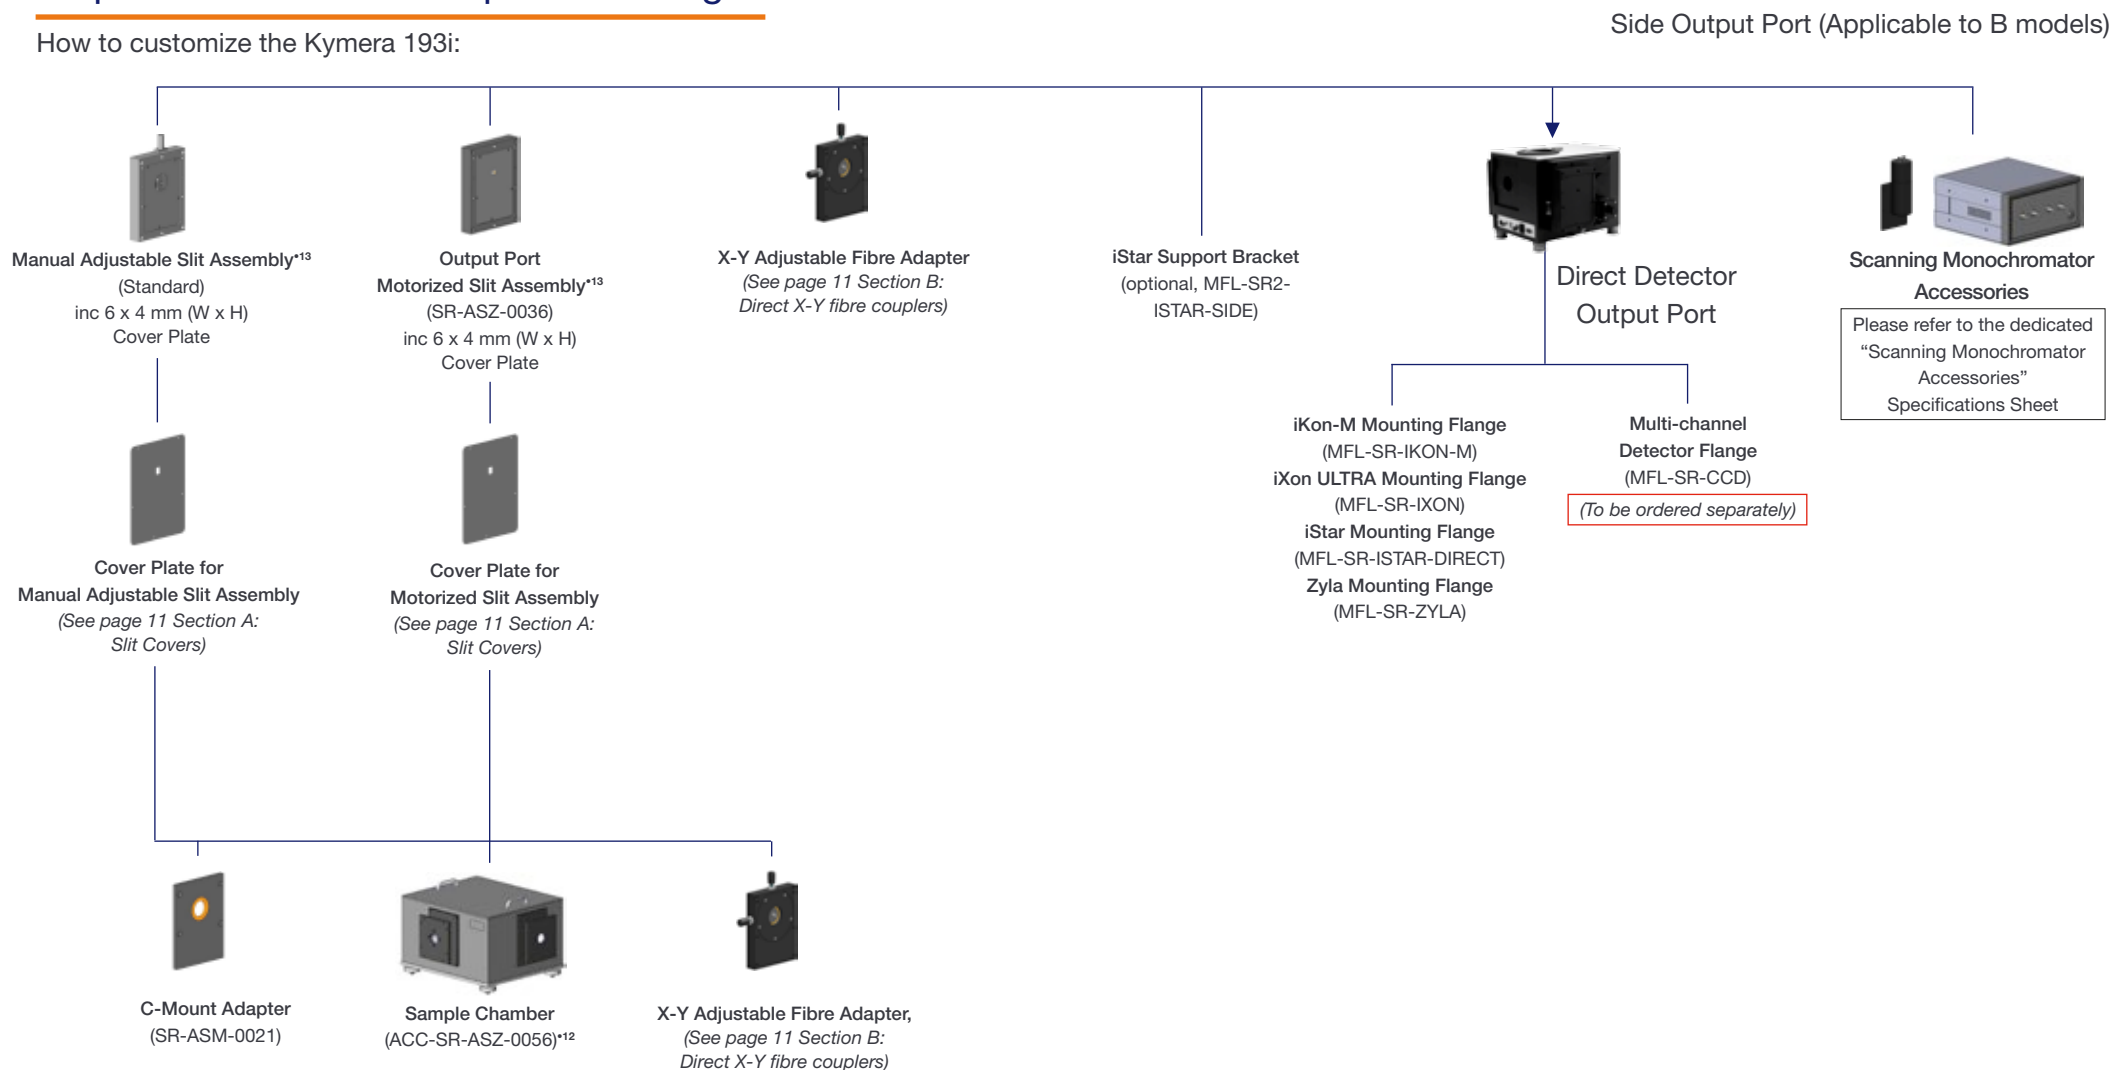 How to customize the Kymera 193i:
Side Output Port (Applicable to B models)
Manual Adjustable Slit Assembly•13
(Standard)
inc 6 x 4 mm (W x H)
Cover Plate
Output Port
Motorized Slit Assembly•13
(SR-ASZ-0036)
inc 6 x 4 mm (W x H)
Cover Plate
X-Y Adjustable Fibre Adapter
(See page 11 Section B:
Direct X-Y fibre couplers)
iStar Support Bracket
(optional, MFL-SR2-
ISTAR-SIDE)
Direct Detector
Output Port
Scanning Monochromator
Accessories
Please refer to the dedicated
“Scanning Monochromator
Accessories”
Specifications Sheet
iKon-M Mounting Flange
(MFL-SR-IKON-M)
iXon ULTRA Mounting Flange
(MFL-SR-IXON)
iStar Mounting Flange
(MFL-SR-ISTAR-DIRECT)
Zyla Mounting Flange
(MFL-SR-ZYLA)
Multi-channel
Detector Flange
(MFL-SR-CCD)
(To be ordered separately)
Cover Plate for
Manual Adjustable Slit Assembly
(See page 11 Section A:
Slit Covers)
Cover Plate for
Motorized Slit Assembly
(See page 11 Section A:
Slit Covers)
C-Mount Adapter
(SR-ASM-0021)
Sample Chamber
(ACC-SR-ASZ-0056)•12
X-Y Adjustable Fibre Adapter,
(See page 11 Section B:
Direct X-Y fibre couplers)